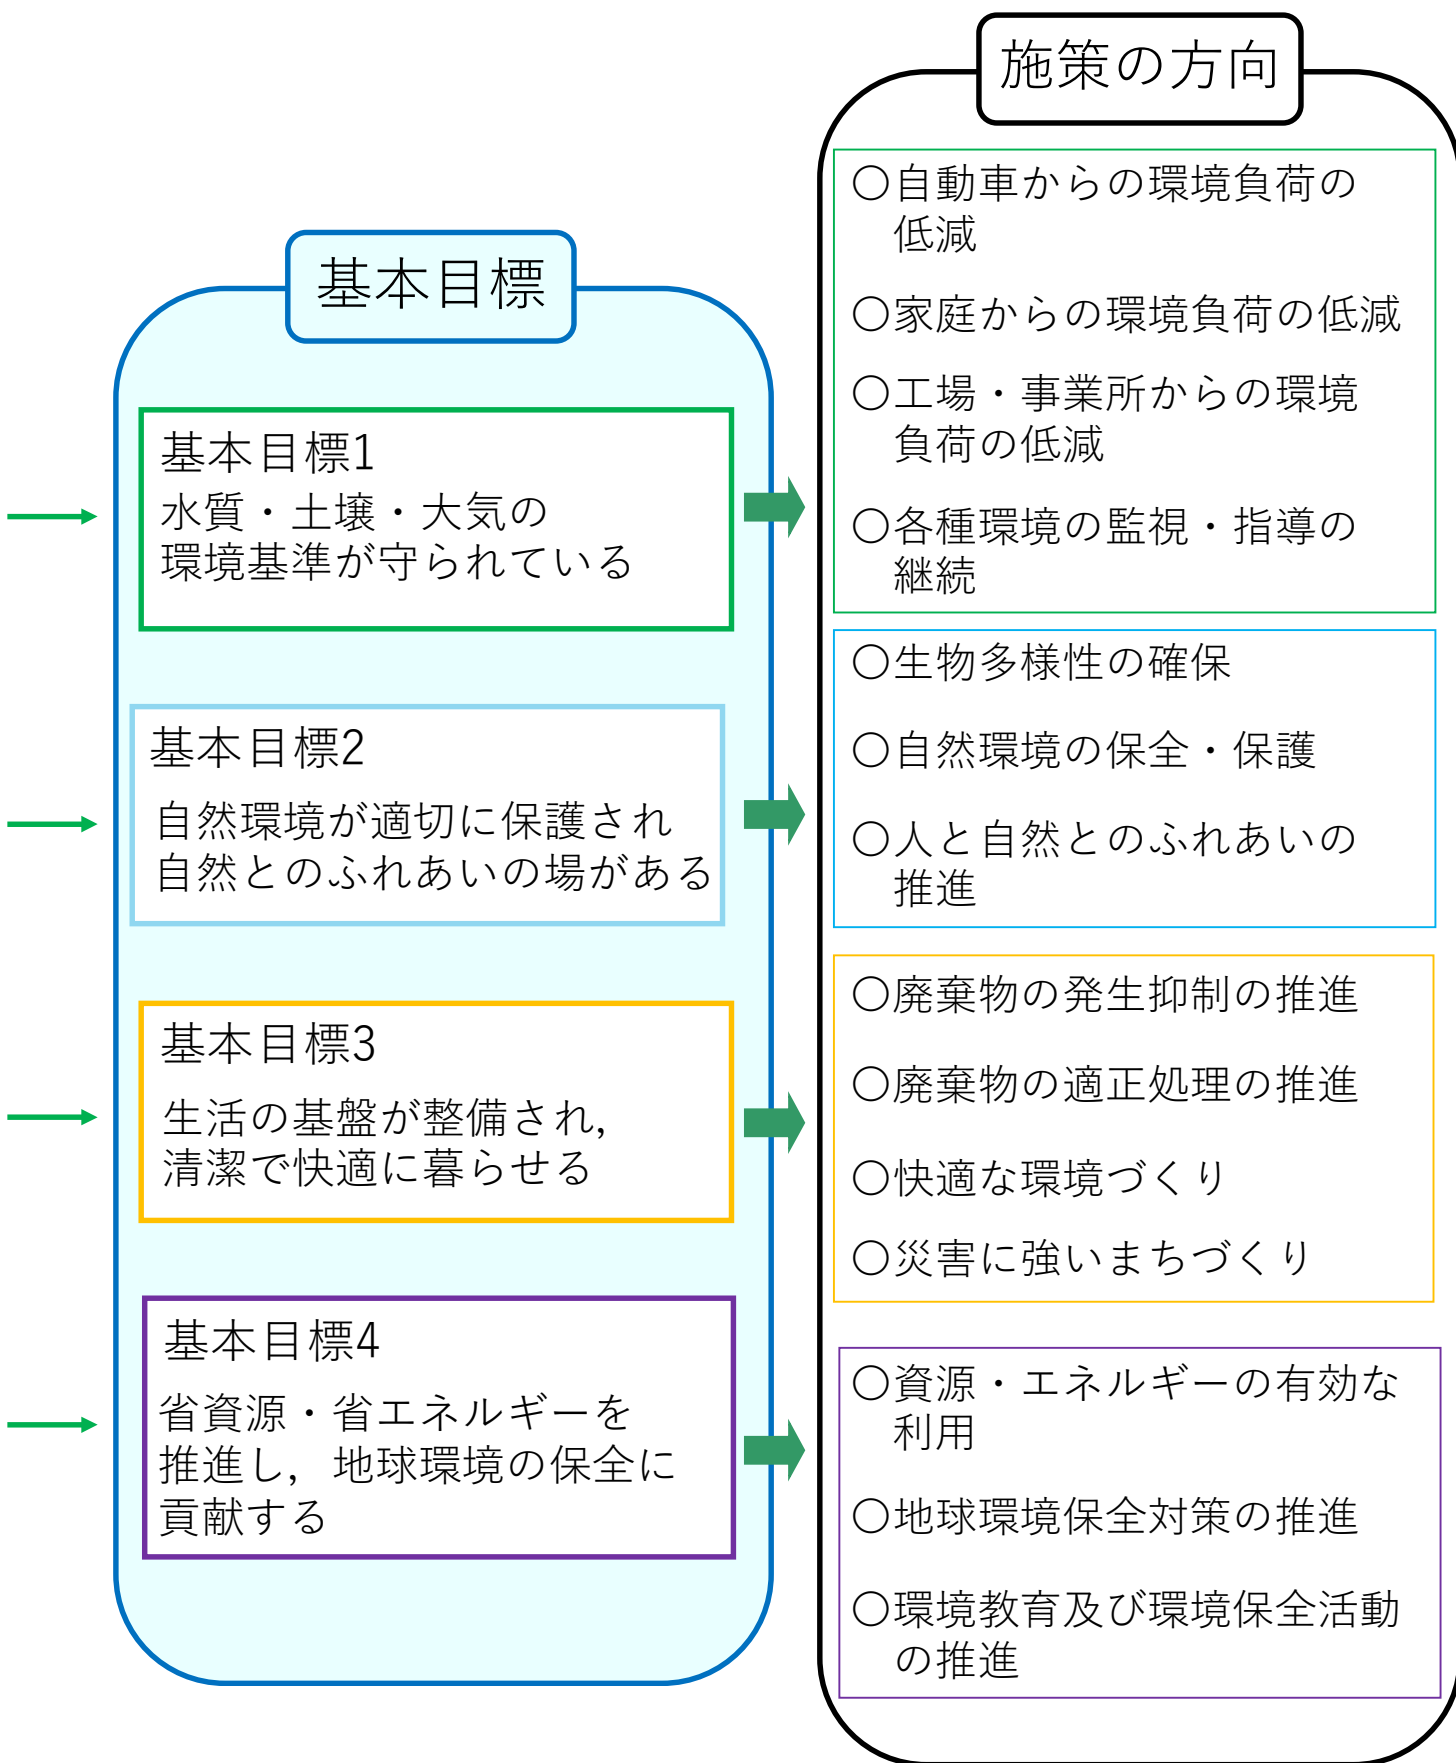 施策の方向
○自動車からの環境負荷の
低減
○家庭からの環境負荷の低減
○工場・事業所からの環境
負荷の低減
○各種環境の監視・指導の
継続
○生物多様性の確保
○自然環境の保全・保護
○人と自然とのふれあいの
推進
○廃棄物の発生抑制の推進
○廃棄物の適正処理の推進
○快適な環境づくり
○災害に強いまちづくり
○資源・エネルギーの有効な
利用
○地球環境保全対策の推進
○環境教育及び環境保全活動
の推進
基本目標
基本目標1
水質・土壌・大気の
環境基準が守られている
基本目標2
自然環境が適切に保護され
自然とのふれあいの場がある
基本目標3
生活の基盤が整備され,
清潔で快適に暮らせる
基本目標4
省資源・省エネルギーを
推進し,地球環境の保全に
貢献する